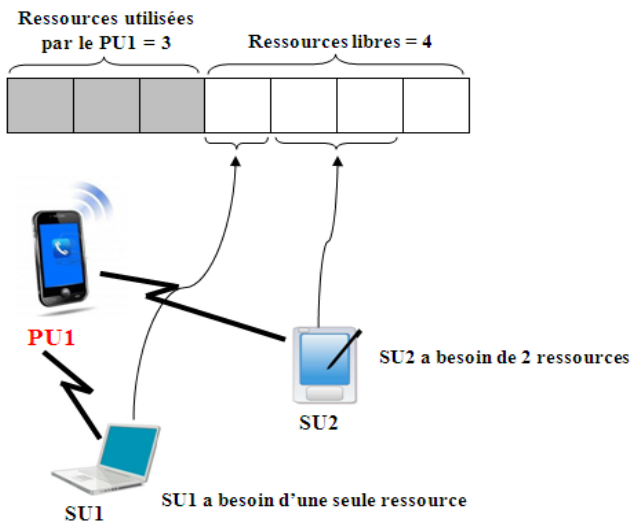 Ressources utilisées
par le PU1 = 3
Ressources libres = 4
PU1
SU2 a besoin de 2 ressources
SU2
SU1 a besoin d'une seule ressource
SU1